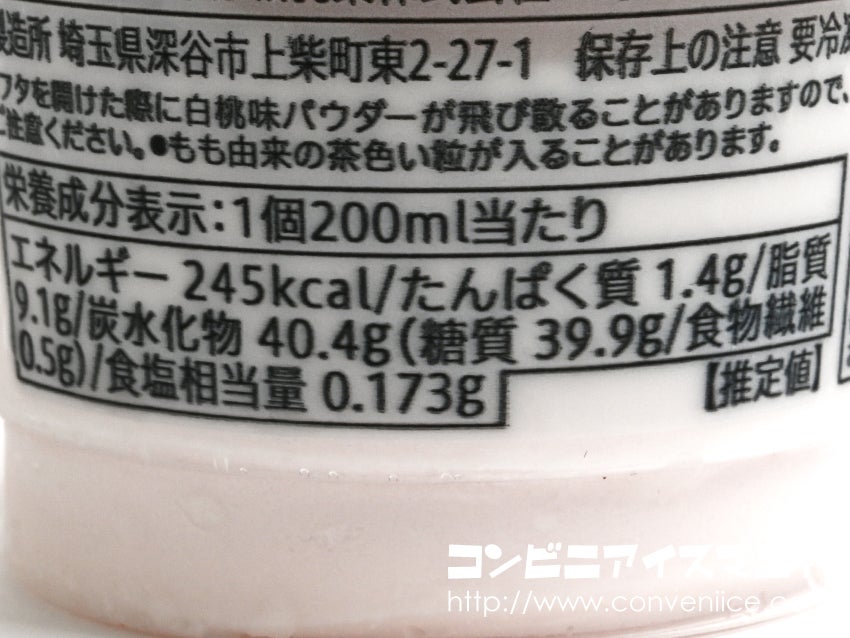 製造所 埼玉県深谷市上柴町東2-27-1 保存上の注意 要冷凍
フタを開けた際に白桃味パウダーが飛び散ることがありますので、
ご注意ください。●もも由来の茶色い粒が入ることがあります。
栄養成分表示:1個200ml当たり
エネルギー 245kcal/たんぱく質 1.4g/脂質
9.1g/炭水化物 40.4g(糖質 39.9g/食物繊維
0.5g)/食塩相当量 0.173g
【推定値】
コンビニアイス
http://www.conveniice